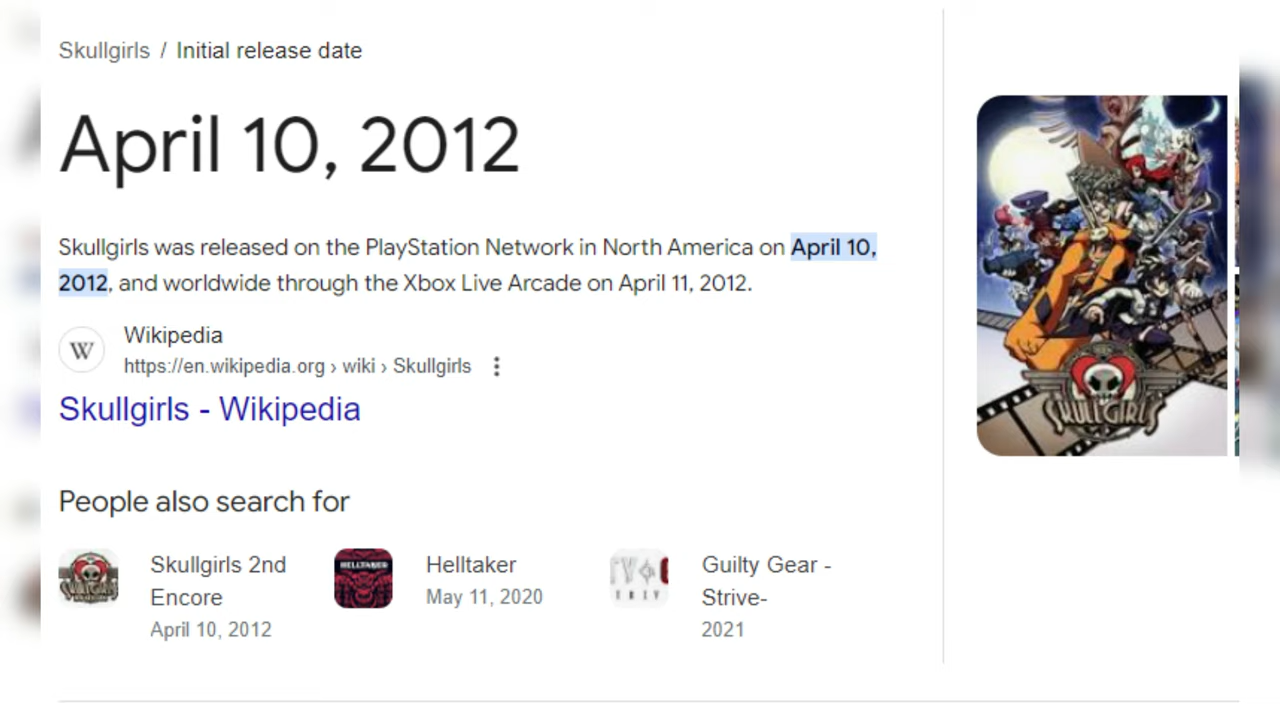 Skullgirls / Initial release date
April 10, 2012
Skullgirls was released on the PlayStation Network in North America on April 10,
2012, and worldwide through the Xbox Live Arcade on April 11, 2012.
W
Wikipedia
https://en.wikipedia.org › wiki › Skullgirls
Skullgirls - Wikipedia
People also search for
Skullgirls 2nd
Encore
April 10, 2012
HELLTAKER
Helltaker
May 11, 2020
Guilty Gear -
Strive-
2021
SKULLGIRLS